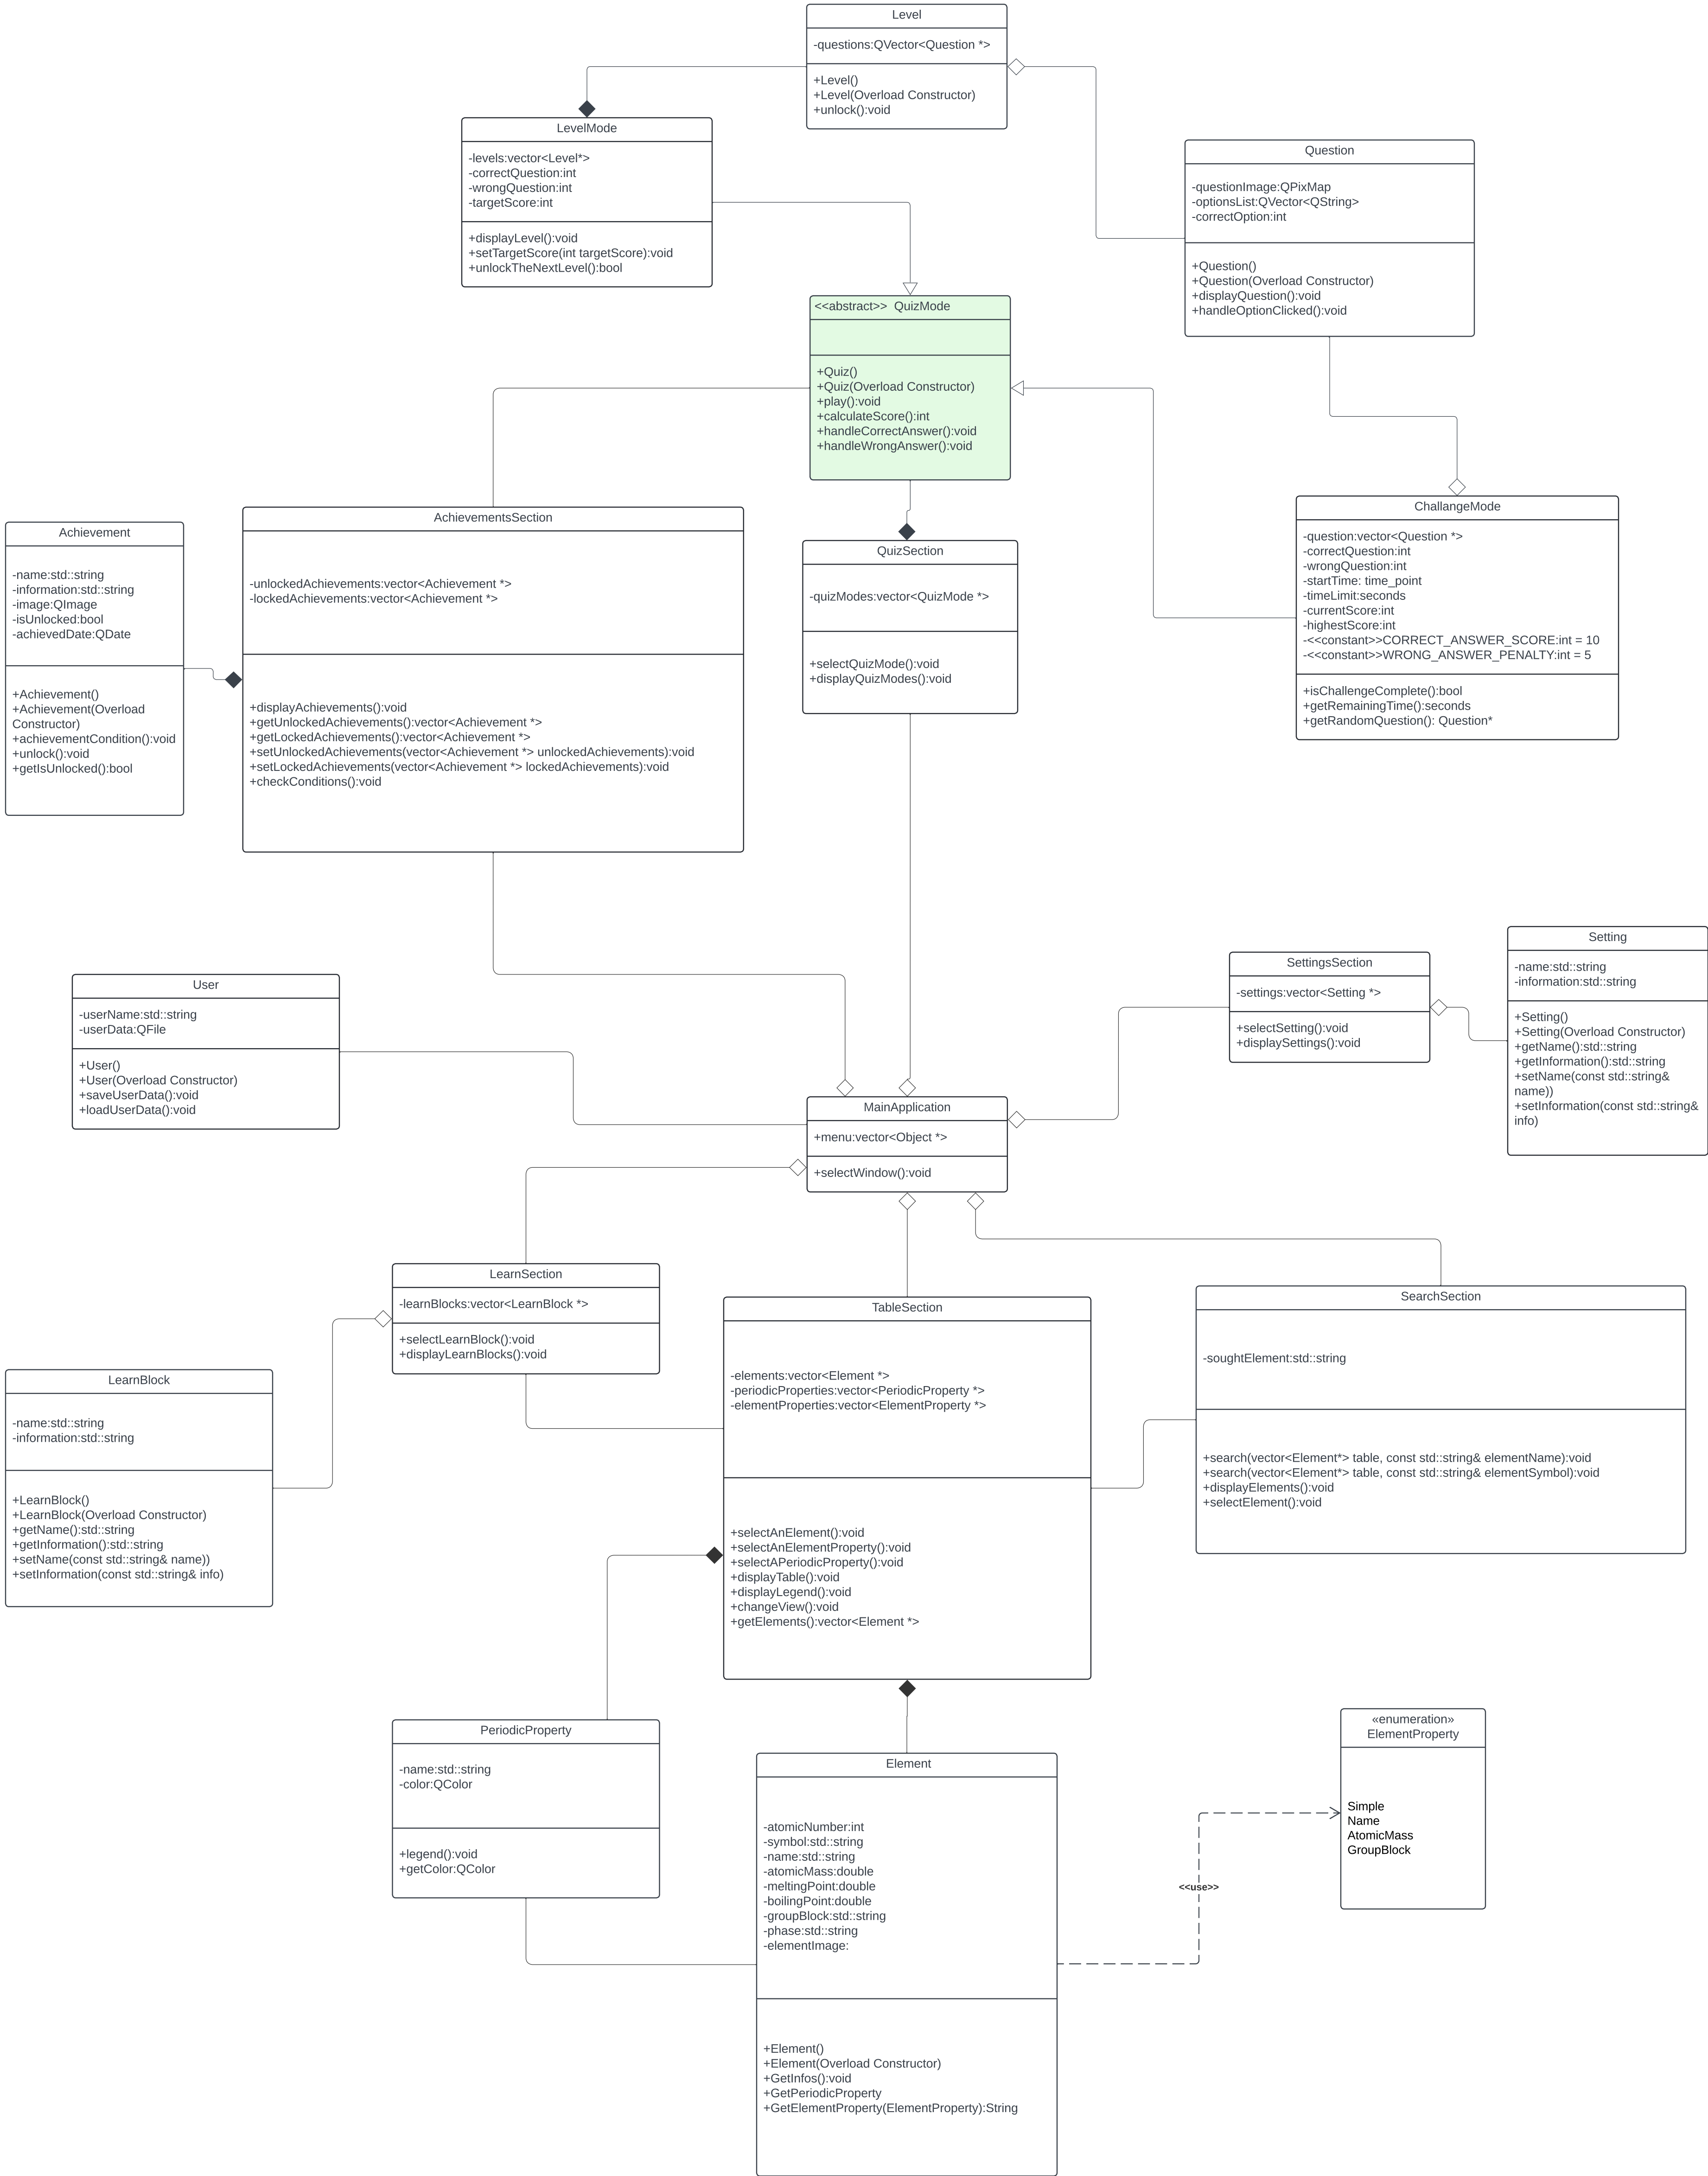 Level
-questions:QVector<Question *>
+Level()
+Level(Overload Constructor)
+unlock():void
LevelMode
-levels:vector<Level*>
-correctQuestion:int
-wrongQuestion:int
-targetScore:int
+displayLevel():void
+setTargetScore(int targetScore):void
+unlockTheNextLevel():bool
Question
-questionImage:QPixMap
-optionsList:QVector<QString>
-correctOption:int
+Question()
+Question(Overload Constructor)
+displayQuestion():void
+handleOptionClicked():void
<<abstract>>  QuizMode
+Quiz()
+Quiz(Overload Constructor)
+play():void
+calculateScore():int
+handleCorrectAnswer():void
+handleWrongAnswer():void
Achievement
-name:std::string
-information:std::string
-image:QImage
-isUnlocked:bool
-achievedDate:QDate
+Achievement()
+Achievement(Overload
Constructor)
+achievementCondition():void
+unlock():void
+getIsUnlocked():bool
AchievementsSection
-unlockedAchievements:vector<Achievement *>
-lockedAchievements:vector<Achievement *>
+displayAchievements():void
+getUnlockedAchievements():vector<Achievement *>
+getLockedAchievements():vector<Achievement *>
+setUnlockedAchievements(vector<Achievement *> unlockedAchievements):void
+setLockedAchievements(vector<Achievement *> lockedAchievements):void
+checkConditions():void
QuizSection
-quizModes:vector<QuizMode *>
+selectQuizMode():void
+displayQuizModes():void
ChallangeMode
-question:vector<Question *>
-correctQuestion:int
-wrongQuestion:int
-startTime: time_point
-timeLimit:seconds
-currentScore:int
-highestScore:int
-<<constant>>CORRECT_ANSWER_SCORE:int = 10
-<<constant>>WRONG_ANSWER_PENALTY:int = 5
+isChallengeComplete():bool
+getRemainingTime():seconds
+getRandomQuestion(): Question*
User
-userName:std::string
-userData:QFile
+User()
+User(Overload Constructor)
+saveUserData():void
+loadUserData():void
SettingsSection
-settings:vector<Setting *>
+selectSetting():void
+displaySettings():void
Setting
-name:std::string
-information:std::string
+Setting()
+Setting(Overload Constructor)
+getName():std::string
+getInformation():std::string
+setName(const std::string&
name))
+setInformation(const std::string&
info)
MainApplication
+menu:vector<Object *>
+selectWindow():void
LearnSection
-learnBlocks:vector<LearnBlock *>
+selectLearnBlock():void
+displayLearnBlocks():void
LearnBlock
-name:std::string
-information:std::string
+LearnBlock()
+LearnBlock(Overload Constructor)
+getName():std::string
+getInformation():std::string
+setName(const std::string& name))
+setInformation(const std::string& info)
TableSection
-elements:vector<Element *>
-periodicProperties:vector<PeriodicProperty *>
-elementProperties:vector<ElementProperty *>
+selectAnElement():void
+selectAnElementProperty():void
+selectAPeriodicProperty():void
+displayTable():void
+displayLegend():void
+changeView():void
+getElements():vector<Element *>
SearchSection
-soughtElement:std::string
+search(vector<Element*> table, const std::string& elementName):void
+search(vector<Element*> table, const std::string& elementSymbol):void
+displayElements():void
+selectElement():void
PeriodicProperty
-name:std::string
-color:QColor
+legend():void
+getColor:QColor
Element
-atomicNumber:int
-symbol:std::string
-name:std::string
-atomicMass:double
-meltingPoint:double
-boilingPoint:double
-groupBlock:std::string
-phase:std::string
-elementImage:
+Element()
+Element(Overload Constructor)
+GetInfos():void
+GetPeriodicProperty
+GetElementProperty(ElementProperty):String
<<use>>
«enumeration»
ElementProperty
Simple
Name
AtomicMass
GroupBlock